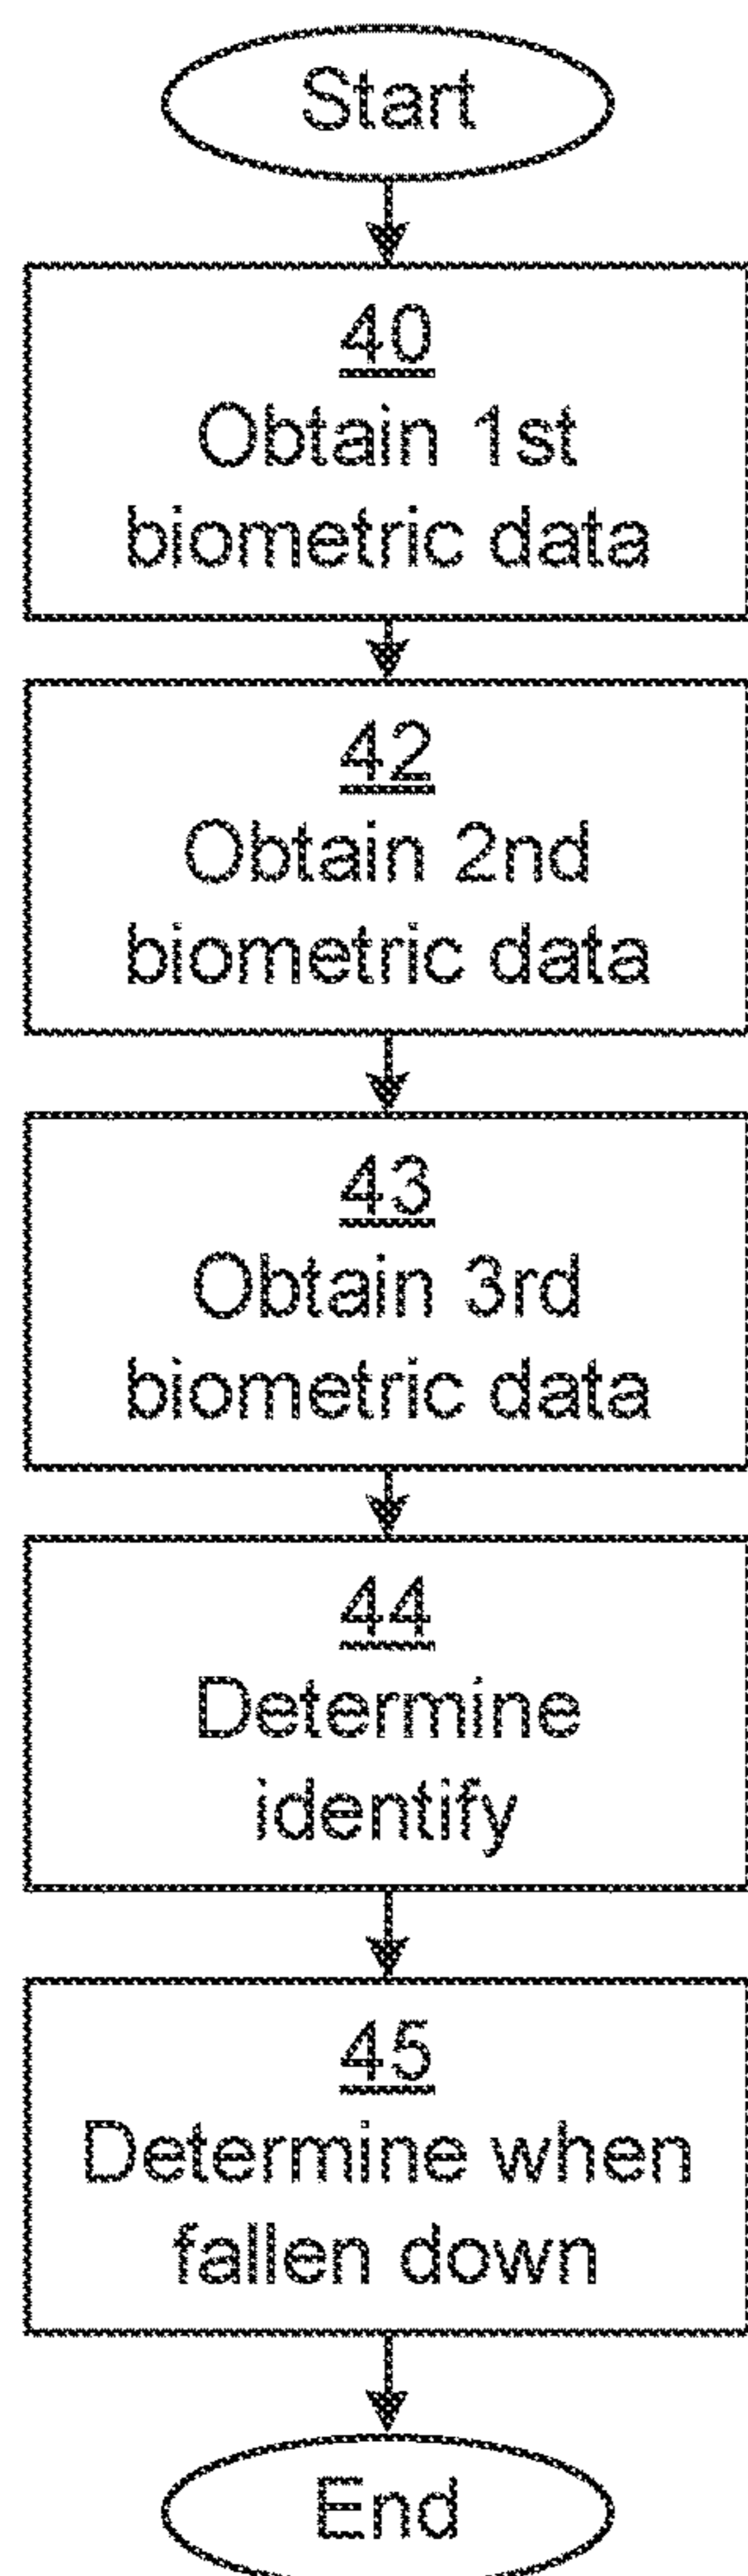 Start
40
Obtain 1st
biometric data
42
Obtain 2nd
biometric data
43
Obtain 3rd
biometric data
44
Determine
identify
45
Determine when
fallen down
End